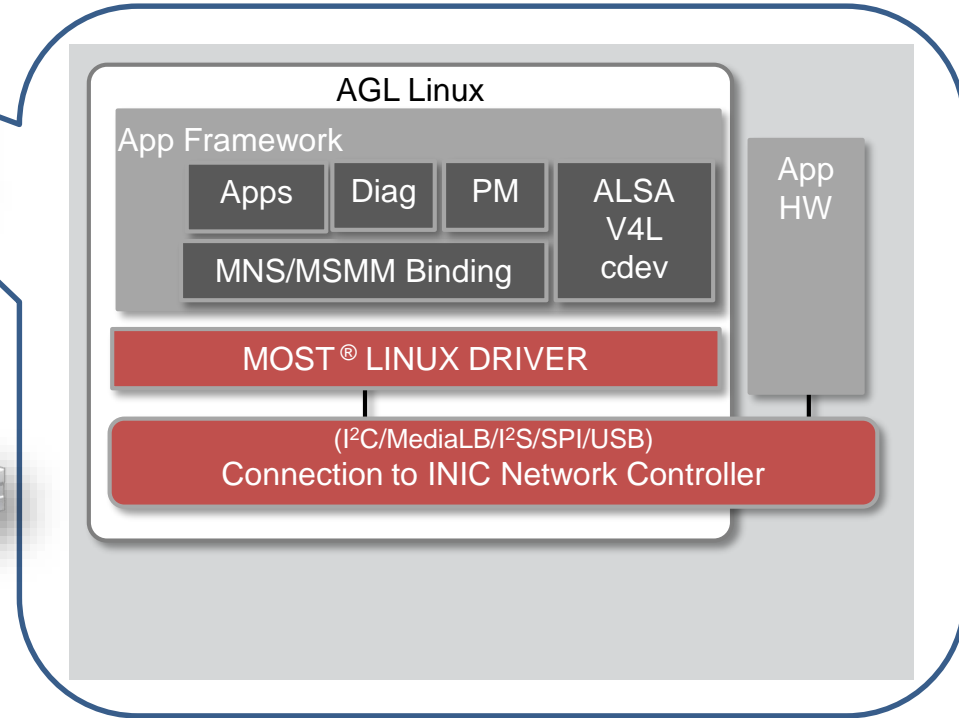 AGL Linux
App Framework
Apps
Diag
PM
ALSA
V4L
cdev
MNS/MSMM Binding
App
HW
MOST ® LINUX DRIVER
(I²C/MediaLB/I²S/SPI/USB)
Connection to INIC Network Controller